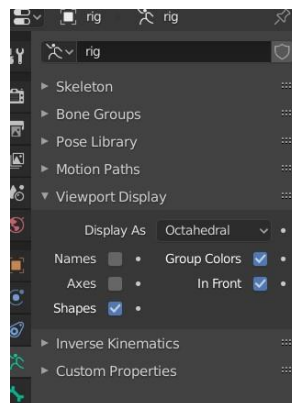 rig rig
rig
Skeleton
Bone Groups
Pose Library
Motion Paths
Viewport Display
Display As Octahedral
Names Group Colors
Axes In Front
Shapes
Inverse Kinematics
Custom Properties